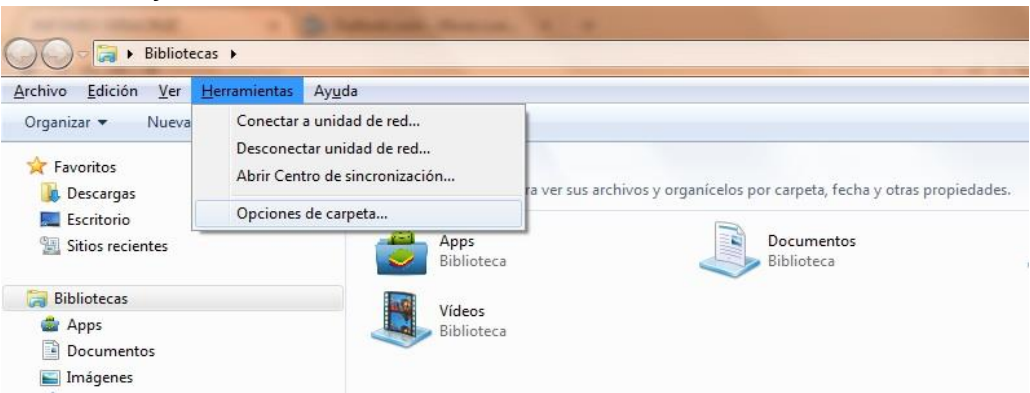 Bibliotecas
Archivo Edición Ver Herramientas Ayuda
Organizar Nueva
Conectar a unidad de red...
Desconectar unidad de red...
Abrir Centro de sincronización...
Opciones de carpeta...
ra ver sus archivos y organícelos por carpeta, fecha y otras propiedades.
Favoritos
Descargas
Escritorio
Sitios recientes
Bibliotecas
Apps
Documentos
Imágenes
Apps
Biblioteca
Documentos
Biblioteca
Vídeos
Biblioteca